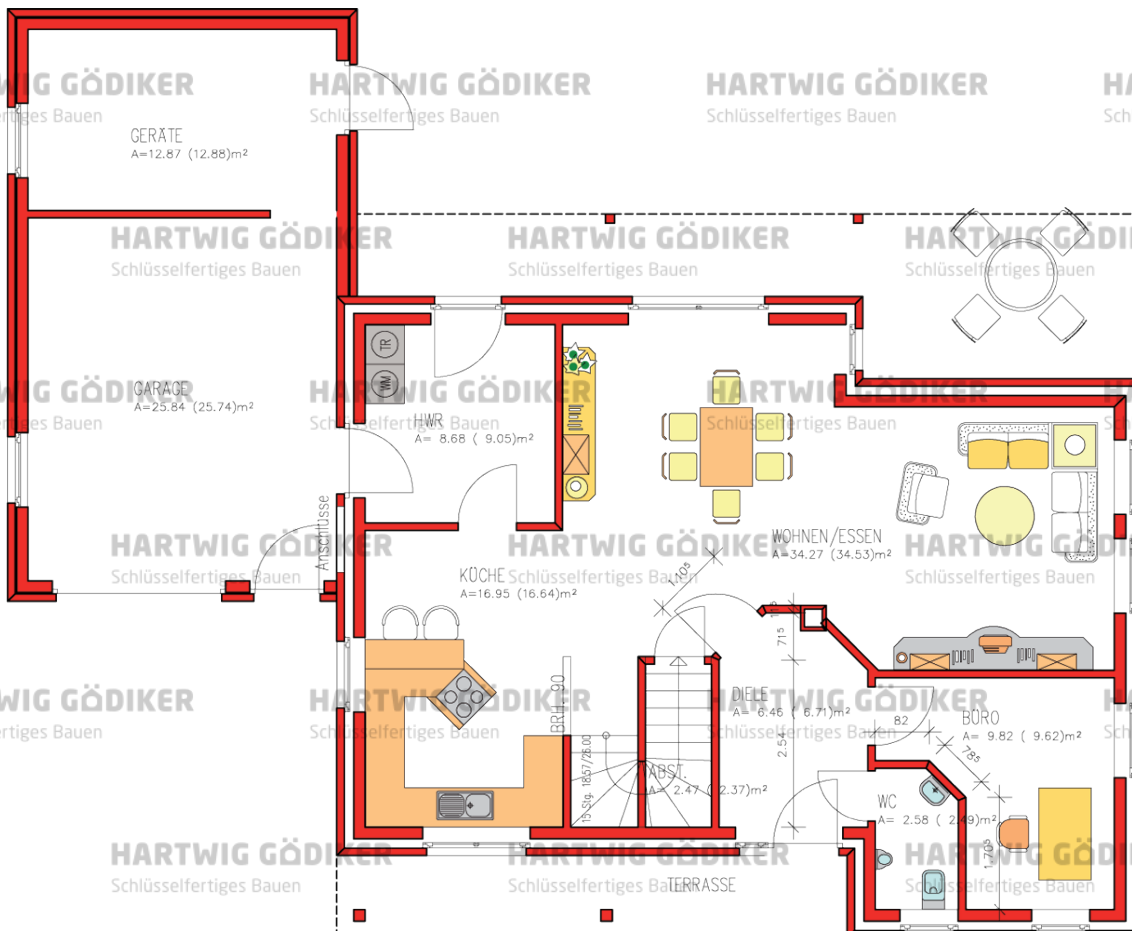 HARTWIG GÖDIKER
Schlüsselfertiges Bauen
GERÄTE
A=12.87 (12.88)m²
GARAGE
A=25.84 (25.74)m²
TR
WM
HWR
A= 8.68 ( 9.05)m²
Anschlüsse
WOHNEN/ESSEN
A=34.27 (34.53)m²
KÜCHE
A=16.95 (16.64)m²
1.10⁵
11⁵
71⁵
BRH. 90
DIELE
A= 6.46 ( 6.71)m²
2.54
82
BÜRO
A= 9.82 ( 9.62)m²
78⁵
15 Stg. 18.57/26.00
ABST.
A= 2.47 ( 2.37)m²
WC
A= 2.58 ( 2.49)m²
1.70⁵
TERRASSE